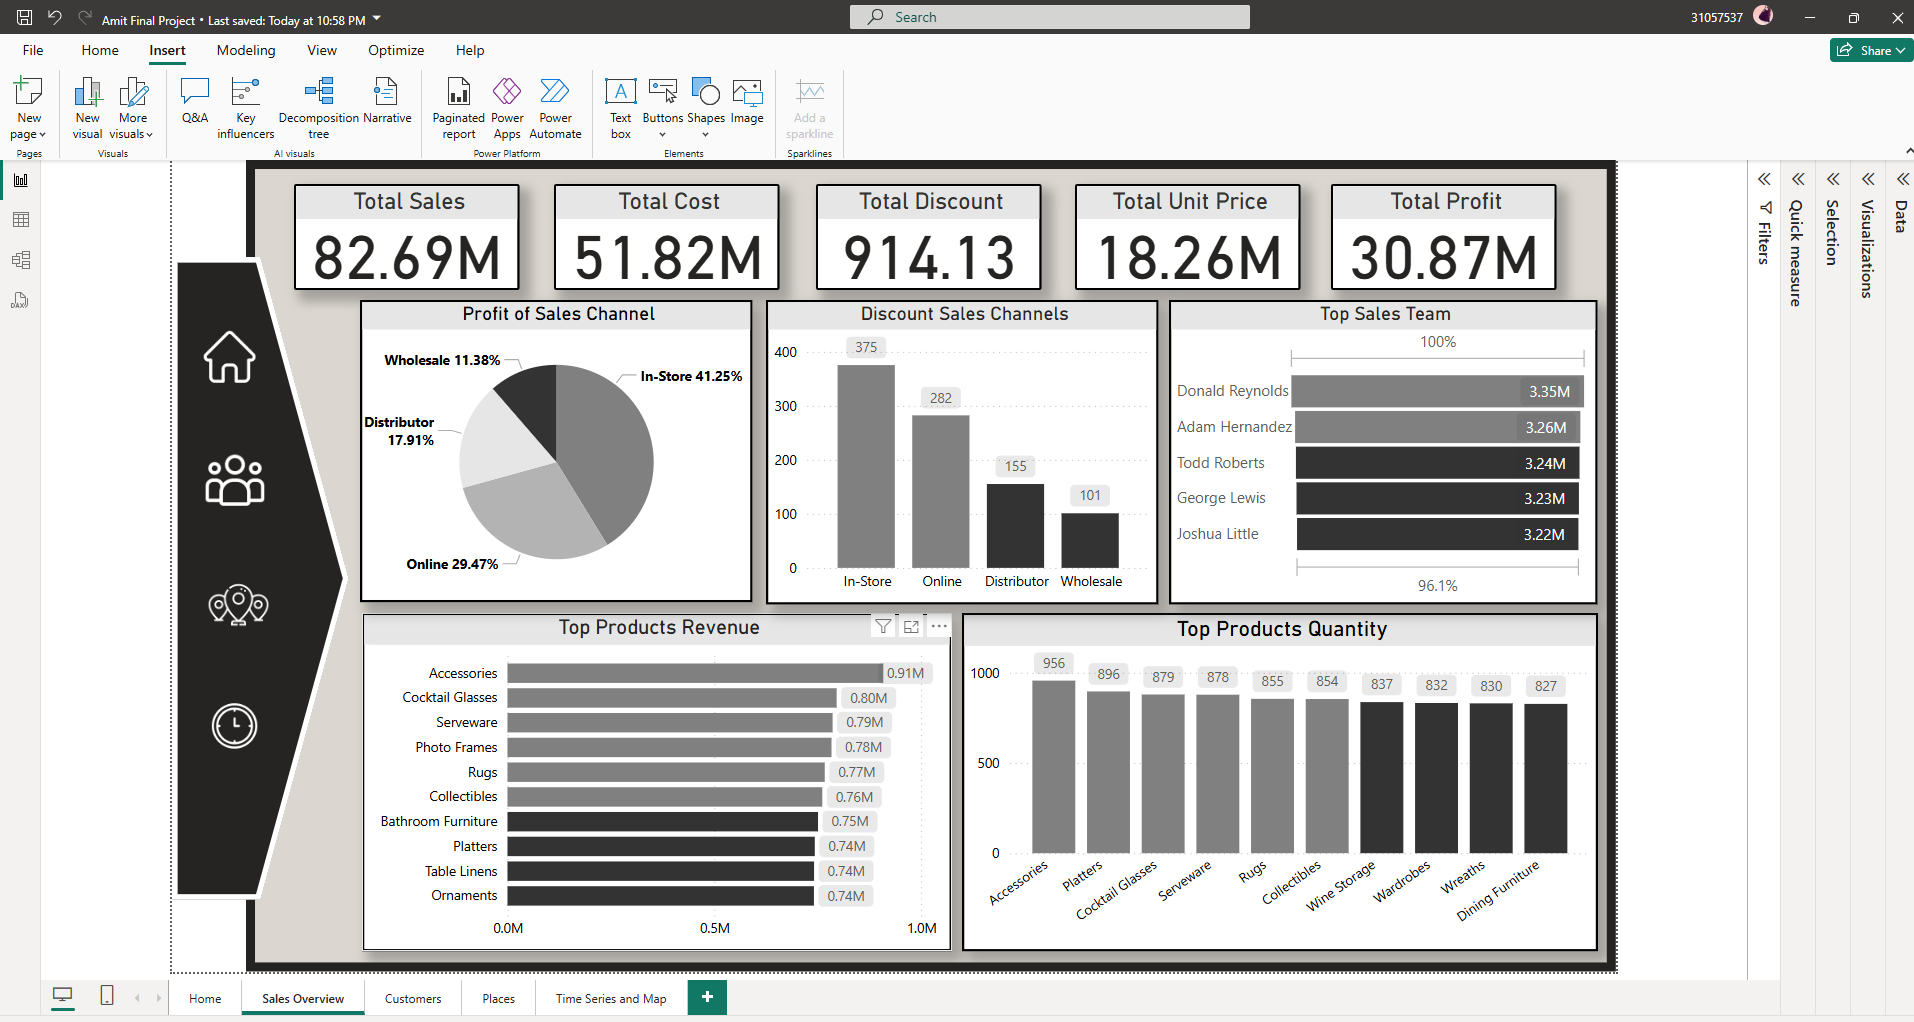 Amit Final Project • Last saved: Today at 10:58 PM
Search
31057537
File Home Insert Modeling View Optimize Help
Share
New page
New visual
More visuals
Q&A
Key influencers
Decomposition tree
Narrative
Paginated report
Power Apps
Power Automate
Text box
Buttons
Shapes
Image
Add a sparkline
Pages
Visuals
AI visuals
Power Platform
Elements
Sparklines
DAX
Total Sales
82.69M
Total Cost
51.82M
Total Discount
914.13
Total Unit Price
18.26M
Total Profit
30.87M
Profit of Sales Channel
Wholesale 11.38%
In-Store 41.25%
Distributor
17.91%
Online 29.47%
Discount Sales Channels
400
300
200
100
0
375
282
155
101
In-Store Online Distributor Wholesale
Top Sales Team
100%
Donald Reynolds 3.35M
Adam Hernandez 3.26M
Todd Roberts 3.24M
George Lewis 3.23M
Joshua Little 3.22M
96.1%
Top Products Revenue
Accessories 0.91M
Cocktail Glasses 0.80M
Serveware 0.79M
Photo Frames 0.78M
Rugs 0.77M
Collectibles 0.76M
Bathroom Furniture 0.75M
Platters 0.74M
Table Linens 0.74M
Ornaments 0.74M
0.0M 0.5M 1.0M
Top Products Quantity
1000
500
0
956 896 879 878 855 854 837 832 830 827
Accessories
Platters
Cocktail Glasses
Serveware
Rugs
Collectibles
Wine Storage
Wardrobes
Wreaths
Dining Furniture
Filters
Quick measure
Selection
Visualizations
Data
Home Sales Overview Customers Places Time Series and Map